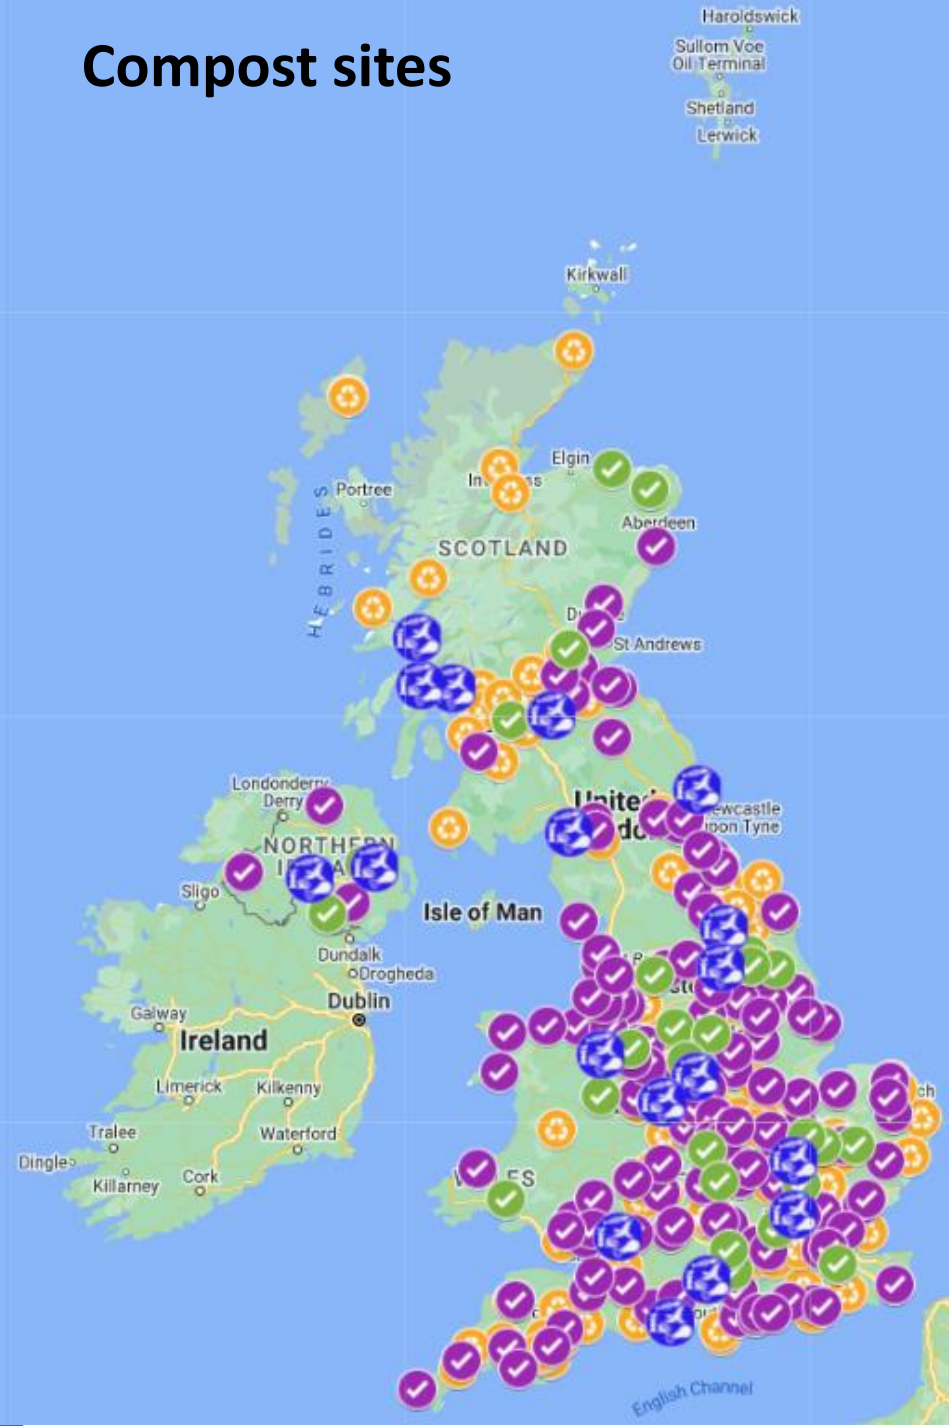 Compost sites
Haroldswick
Sullom Voe
Oil Terminal
Shetland
Lerwick
Kirkwall
Elgin
Portree
Aberdeen
SCOTLAND
HEBRIDES
St Andrews
Londonderry
Derry
NORTHERN
Sligo
Isle of Man
Dundalk
Drogheda
Dublin
Galway
Ireland
Limerick
Kilkenny
Tralee
Waterford
Dingle
Killarney
Cork
English Channel